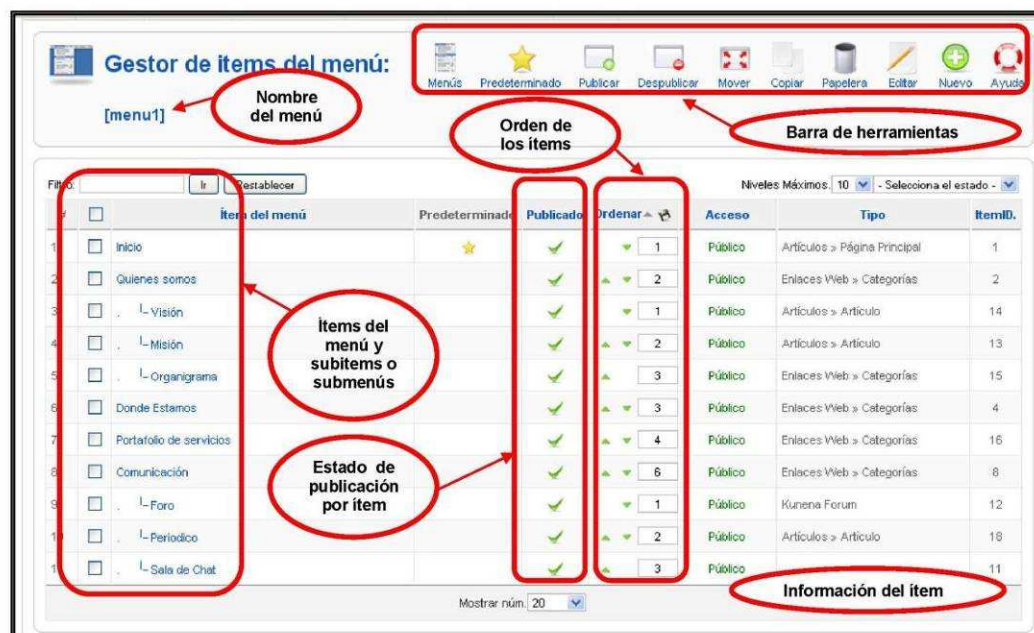 Gestor de items del menú:
[menu1]
Nombre
del menú
Menús Predeterminado Publicar Despublicar Mover Copiar Papelera Editar Nuevo Ayuda
Barra de herramientas
Orden de
los ítems
Filtro: Ir Restablecer Niveles Máximos 10 - Selecciona el estado -
# Ítem del menú Predeterminado Publicado Ordenar Acceso Tipo ItemID.
1 Inicio 1 Público Artículos » Página Principal 1
2 Quienes somos 2 Público Enlaces Web » Categorías 2
3 . Visión 1 Público Artículos » Artículo 14
4 . Misión 2 Público Artículos » Artículo 13
5 . Organigrama 3 Público Enlaces Web » Categorías 15
6 Donde Estamos 3 Público Enlaces Web » Categorías 4
7 Portafolio de servicios 4 Público Enlaces Web » Categorías 16
8 Comunicación 6 Público Enlaces Web » Categorías 8
9 . Foro 1 Público Kunena Forum 12
. Periodico 2 Público Artículos » Artículo 18
. Sala de Chat 3 Público 11
Ítems del
menú y
subitems o
submenús
Estado de
publicación
por ítem
Información del ítem
Mostrar núm. 20